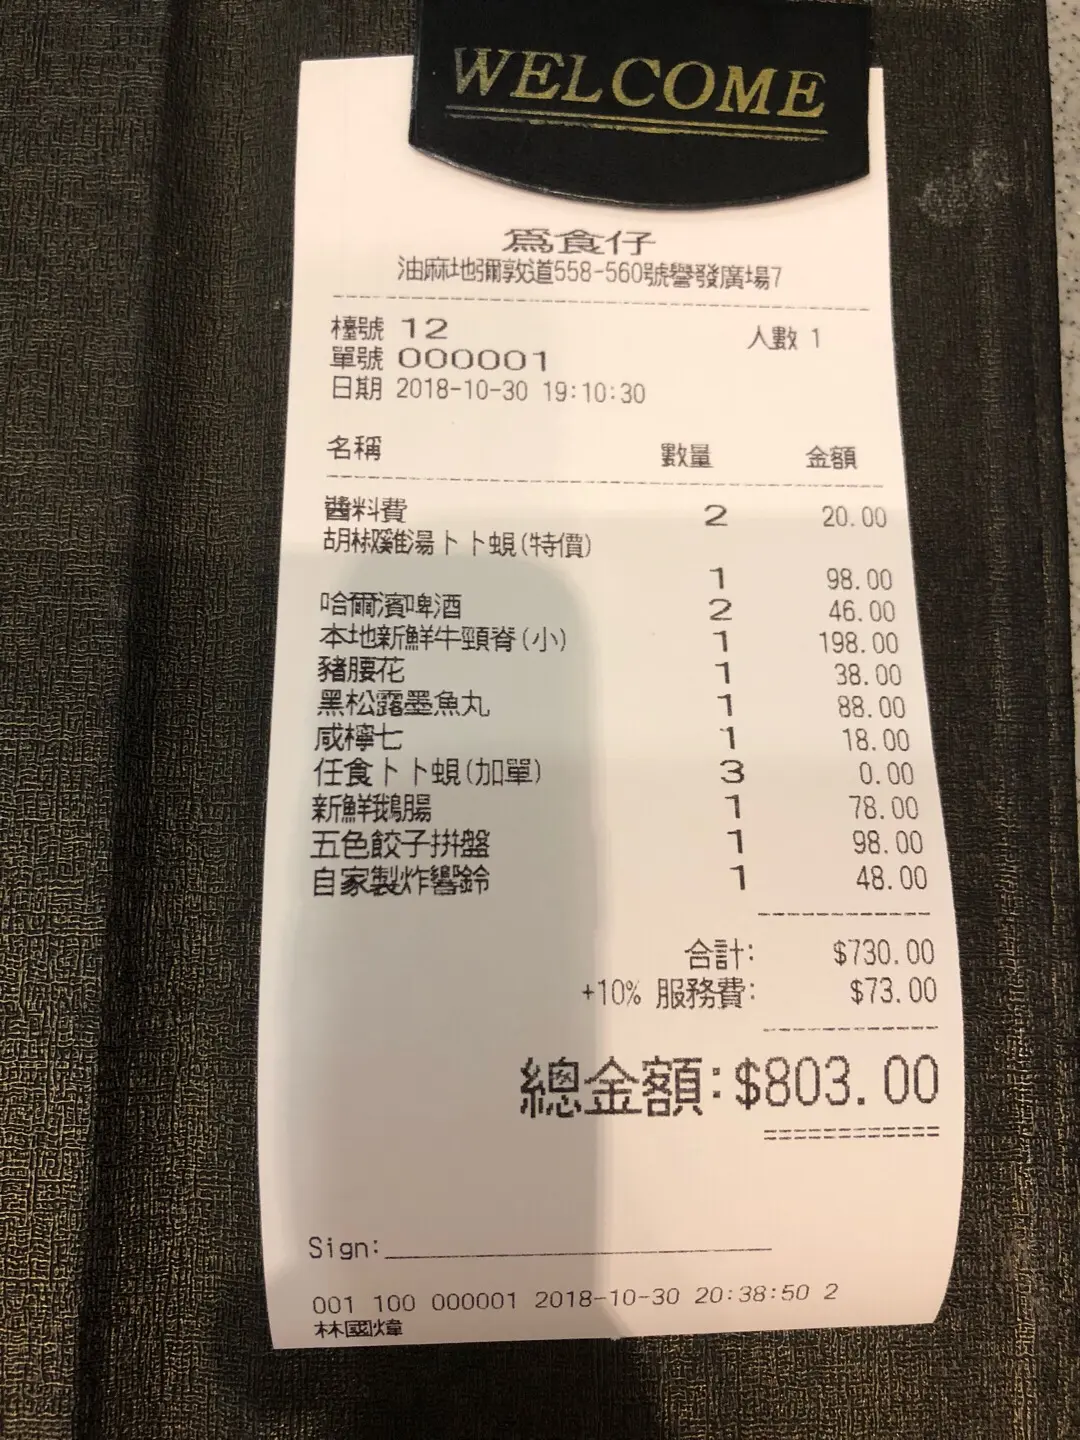 WELCOME
為食仔
油麻地彌敦道558-560號譽發廣場7
檯號 12 人數 1
單號 000001
日期 2018-10-30 19:10:30
名稱 數量 金額
醬料費 2 20.00
胡椒雞湯卜卜蜆(特價)
1 98.00
哈爾濱啤酒 2 46.00
本地新鮮牛頸脊(小) 1 198.00
豬腰花 1 38.00
黑松露墨魚丸 1 88.00
咸檸七 1 18.00
任食卜卜蜆(加單) 3 0.00
新鮮鵝腸 1 78.00
五色餃子拼盤 1 98.00
自家製炸響鈴 1 48.00
合計: $730.00
+10% 服務費: $73.00
總金額:$803.00
Sign:
001 100 000001 2018-10-30 20:38:50 2
林國煒